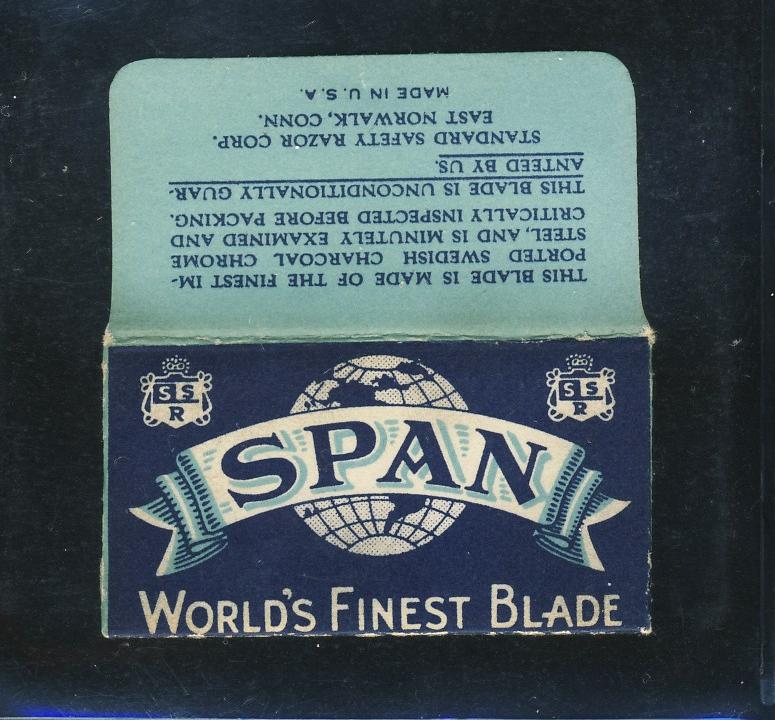 THIS BLADE IS MADE OF THE FINEST IM-
PORTED SWEDISH CHARCOAL CHROME
STEEL, AND IS MINUTELY EXAMINED AND
CRITICALLY INSPECTED BEFORE PACKING.
THIS BLADE IS UNCONDITIONALLY GUAR-
ANTEED BY US.
STANDARD SAFETY RAZOR CORP.
EAST NORWALK, CONN.
MADE IN U.S.A.
SS
R
SS
R
SPAN
WORLD'S FINEST BLADE